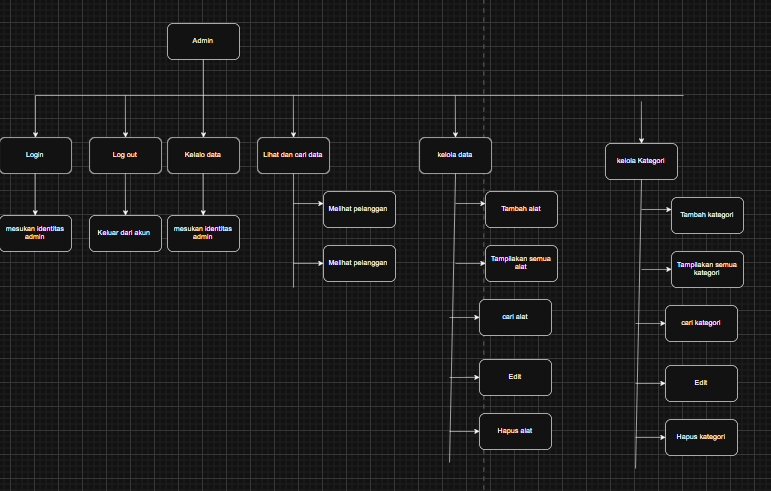 Admin
Login
Log out
Kelalo data
Lihat dan cari data
kelola data
kelola Kategori
mesukan identitas
admin
Keluar dari akun
mesukan identitas
admin
Melihat pelanggan
Melihat pelanggan
Tambah alat
Tampilakan semua
alat
cari alat
Edit
Hapus alat
Tambah kategori
Tampilakan semua
kategori
cari kategori
Edit
Hapus kategori